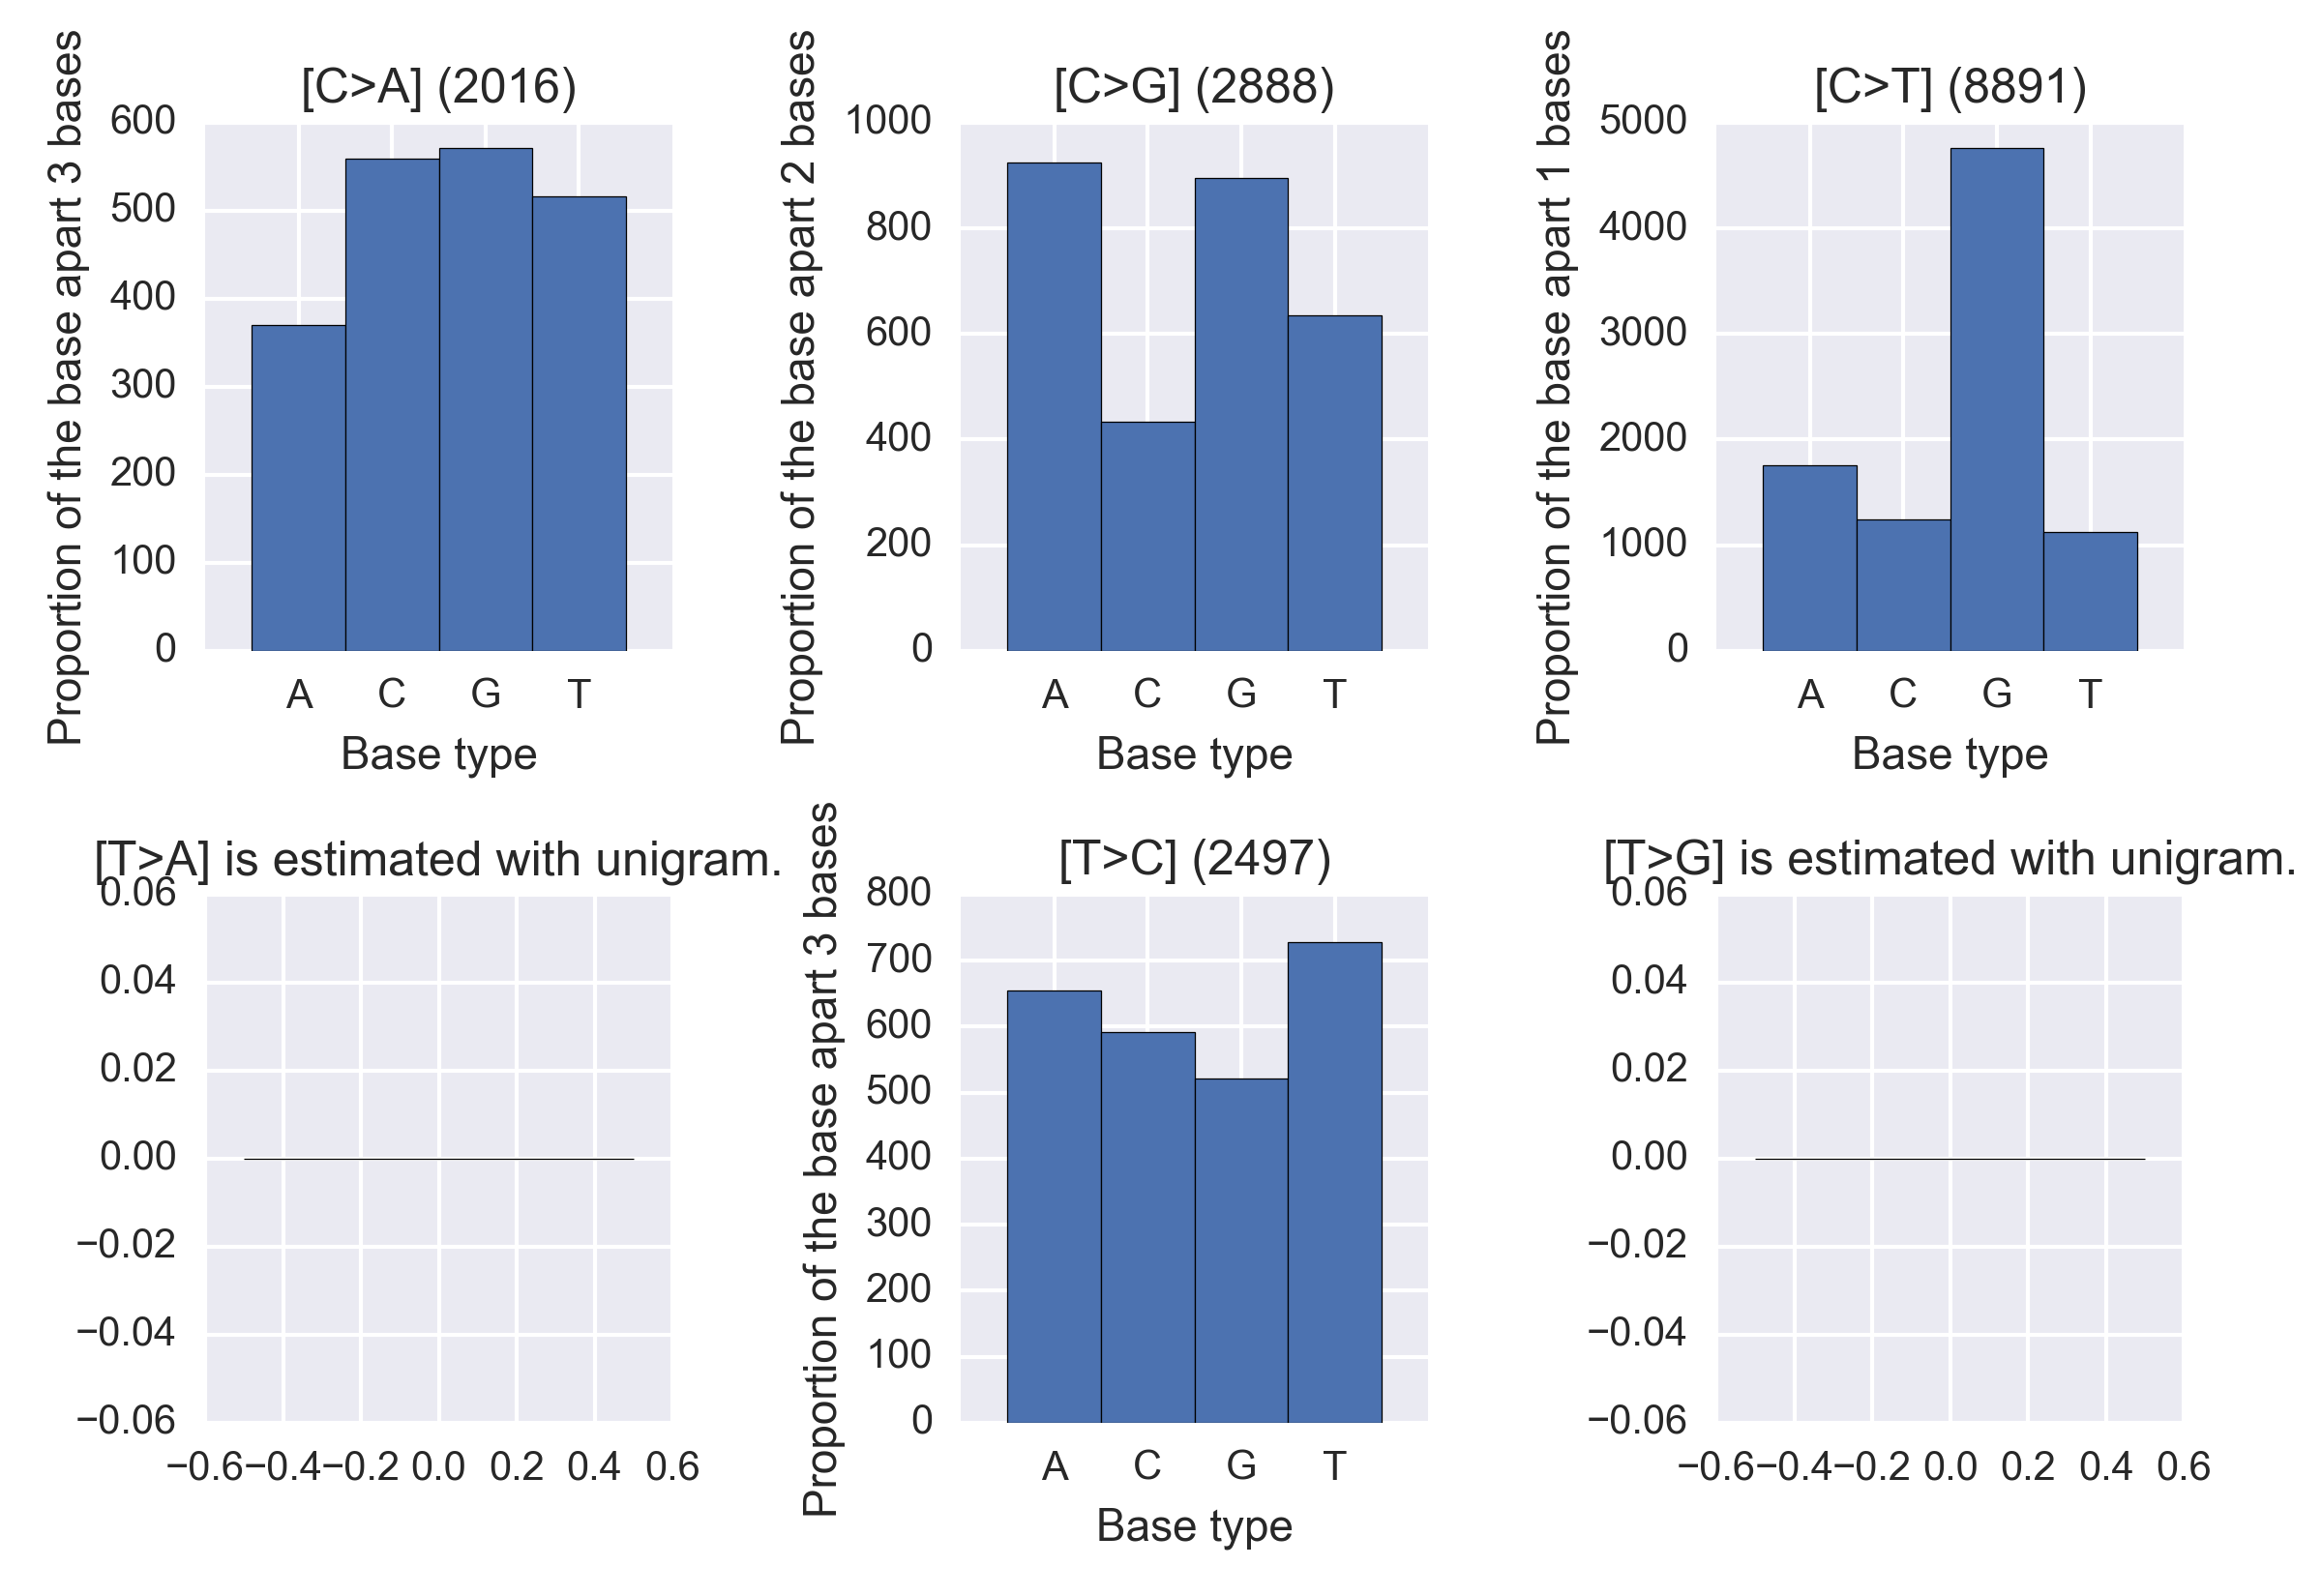 [C>A] (2016)
Proportion of the base apart 3 bases
600
500
400
300
200
100
0
A C G T
Base type
[C>G] (2888)
Proportion of the base apart 2 bases
1000
800
600
400
200
0
A C G T
Base type
[C>T] (8891)
Proportion of the base apart 1 bases
5000
4000
3000
2000
1000
0
A C G T
Base type
[T>A] is estimated with unigram.
0.06
0.04
0.02
0.00
−0.02
−0.04
−0.06
−0.6 −0.4 −0.2 0.0 0.2 0.4 0.6
[T>C] (2497)
Proportion of the base apart 3 bases
800
700
600
500
400
300
200
100
0
A C G T
Base type
[T>G] is estimated with unigram.
0.06
0.04
0.02
0.00
−0.02
−0.04
−0.06
−0.6 −0.4 −0.2 0.0 0.2 0.4 0.6